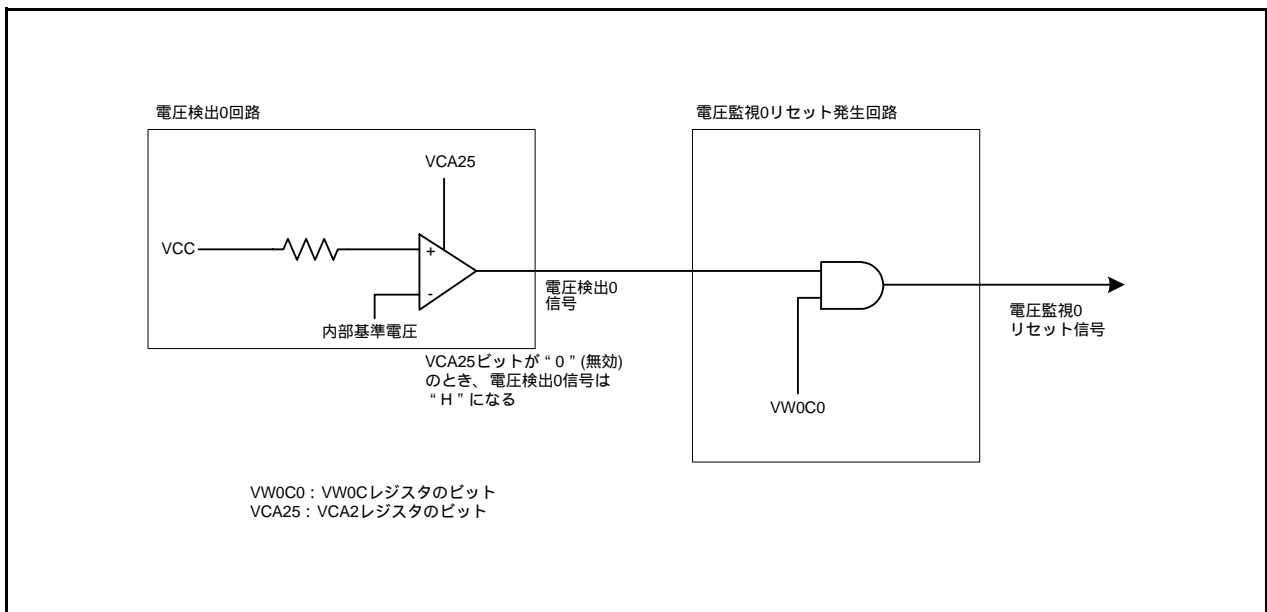 電圧検出0回路
電圧監視0リセット発生回路
VCA25
VCC
+
-
内部基準電圧
電圧検出0
信号
電圧監視0
リセット信号
VCA25ビットが“0”(無効)
のとき、電圧検出0信号は
“H”になる
VW0C0
VW0C0：VW0Cレジスタのビット
VCA25：VCA2レジスタのビット